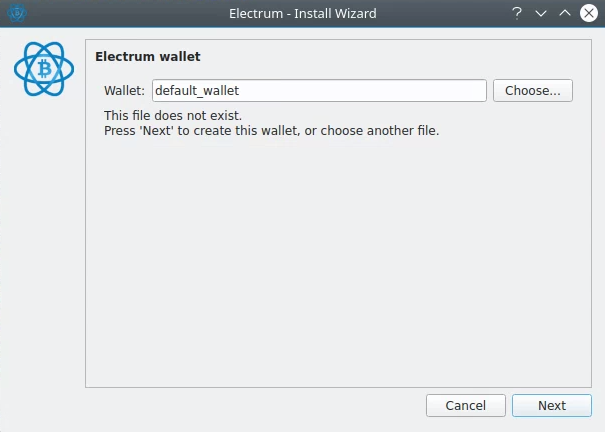 Electrum - Install Wizard
Electrum wallet
Wallet: default_wallet Choose...
This file does not exist.
Press 'Next' to create this wallet, or choose another file.
Cancel Next